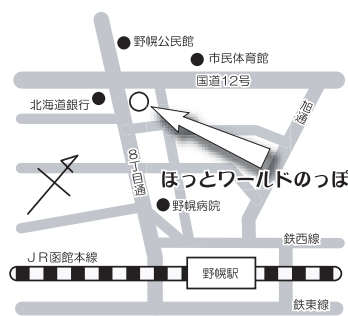 野幌公民館
市民体育館
国道12号
北海道銀行
旭通
8丁目通
ほっとワールドのっぽ
野幌病院
鉄西線
JR函館本線
野幌駅
鉄東線